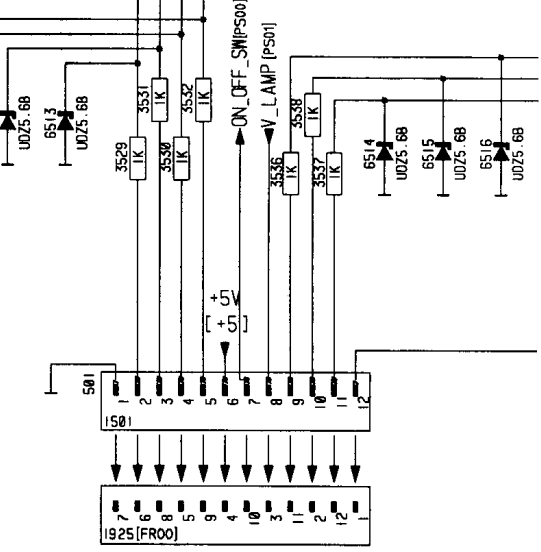 ON_OFF_SW[PS00]
V_LAMP[PS01]
3531
1K
3532
1K
3538
1K
UDZ5.6B
6513
UDZ5.6B
3529
1K
3530
1K
3536
1K
3537
1K
6514
UDZ5.6B
6515
UDZ5.6B
6516
UDZ5.6B
+5V
[+5]
501
1 2 3 4 5 6 7 8 9 10 11 12
1501
7 6 8 5 9 4 10 3 11 2 12 1
1925[FR00]